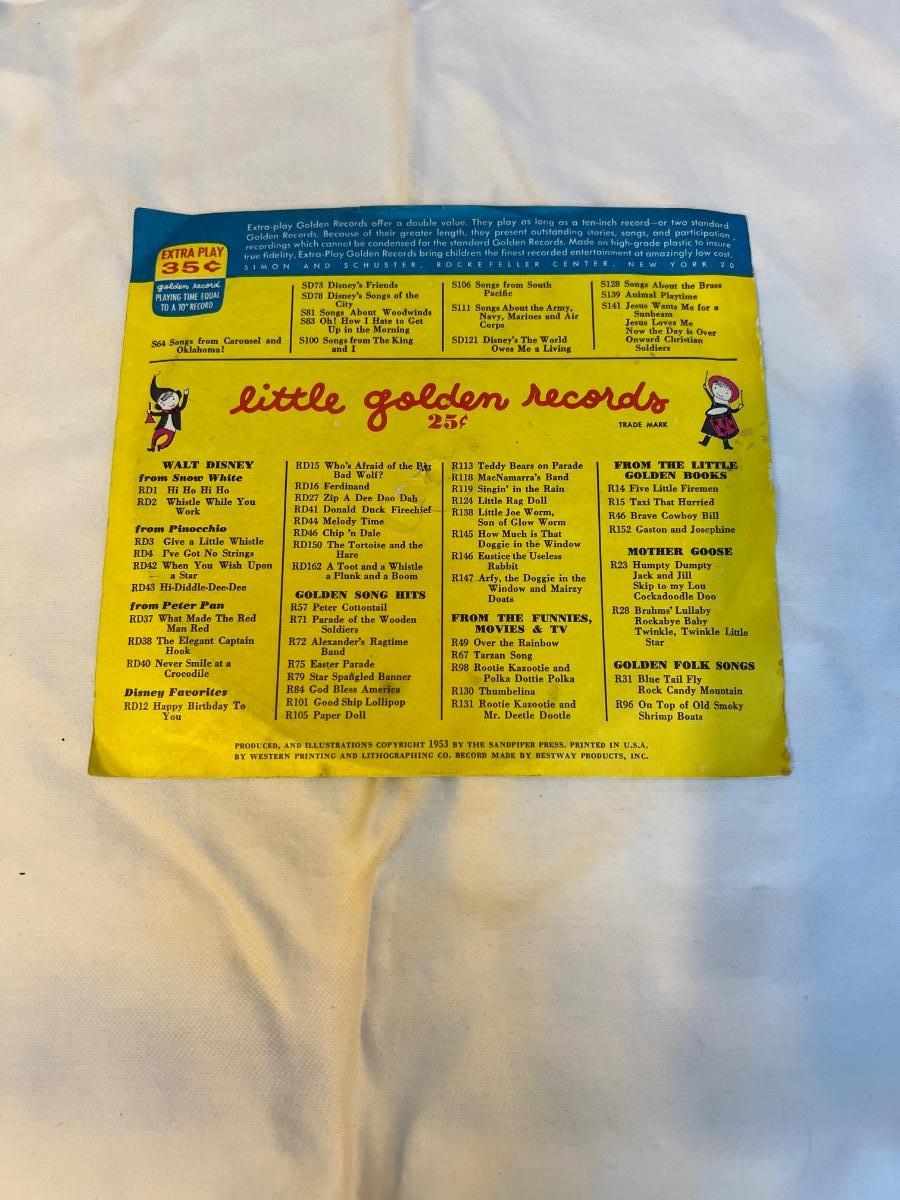 Extra-play Golden Records offer a double value. They play as long as a ten-inch record—or two standard
Golden Records. Because of their greater length, they present outstanding stories, songs, and participation
recordings which cannot be condensed for the standard Golden Records. Made on high-grade plastic to insure
true fidelity, Extra-Play Golden Records bring children the finest recorded entertainment at amazingly low cost.
SIMON AND SCHUSTER, ROCKEFELLER CENTER, NEW YORK 20
EXTRA PLAY
35¢
golden record
PLAYING TIME EQUAL
TO A 10" RECORD
S64 Songs from Carousel and
Oklahoma!
SD73 Disney's Friends
SD78 Disney's Songs of the
City
S81 Songs About Woodwinds
S83 Oh! How I Hate to Get
Up in the Morning
S100 Songs from The King
and I
S106 Songs from South
Pacific
S111 Songs About the Army,
Navy, Marines and Air
Corps
SD121 Disney's The World
Owes Me a Living
S128 Songs About the Brass
S139 Animal Playtime
S141 Jesus Wants Me for a
Sunbeam
Jesus Loves Me
Now the Day is Over
Onward Christian
Soldiers
little golden records
25¢
TRADE MARK
WALT DISNEY
from Snow White
RD1 Hi Ho Hi Ho
RD2 Whistle While You
Work
from Pinocchio
RD3 Give a Little Whistle
RD4 I've Got No Strings
RD42 When You Wish Upon
a Star
RD43 Hi-Diddle-Dee-Dee
from Peter Pan
RD37 What Made The Red
Man Red
RD38 The Elegant Captain
Hook
RD40 Never Smile at a
Crocodile
Disney Favorites
RD12 Happy Birthday To
You
RD15 Who's Afraid of the Big
Bad Wolf?
RD16 Ferdinand
RD27 Zip A Dee Doo Dah
RD41 Donald Duck Firechief
RD44 Melody Time
RD46 Chip 'n Dale
RD150 The Tortoise and the
Hare
RD162 A Toot and a Whistle
a Plunk and a Boom
GOLDEN SONG HITS
R57 Peter Cottontail
R71 Parade of the Wooden
Soldiers
R72 Alexander's Ragtime
Band
R75 Easter Parade
R79 Star Spangled Banner
R84 God Bless America
R101 Good Ship Lollipop
R105 Paper Doll
R113 Teddy Bears on Parade
R118 MacNamarra's Band
R119 Singin' in the Rain
R124 Little Rag Doll
R138 Little Joe Worm,
Son of Glow Worm
R145 How Much is That
Doggie in the Window
R146 Eustice the Useless
Rabbit
R147 Arfy, the Doggie in the
Window and Mairzy
Doats
FROM THE FUNNIES,
MOVIES & TV
R49 Over the Rainbow
R67 Tarzan Song
R98 Rootie Kazootie and
Polka Dottie Polka
R130 Thumbelina
R131 Rootie Kazootie and
Mr. Deetle Dootle
FROM THE LITTLE
GOLDEN BOOKS
R14 Five Little Firemen
R15 Taxi That Hurried
R46 Brave Cowboy Bill
R152 Gaston and Josephine
MOTHER GOOSE
R23 Humpty Dumpty
Jack and Jill
Skip to my Lou
Cockadoodle Doo
R28 Brahms' Lullaby
Rockabye Baby
Twinkle, Twinkle Little
Star
GOLDEN FOLK SONGS
R31 Blue Tail Fly
Rock Candy Mountain
R96 On Top of Old Smoky
Shrimp Boats
PRODUCED, AND ILLUSTRATIONS COPYRIGHT 1953 BY THE SANDPIPER PRESS. PRINTED IN U.S.A.
BY WESTERN PRINTING AND LITHOGRAPHING CO. RECORD MADE BY BESTWAY PRODUCTS, INC.